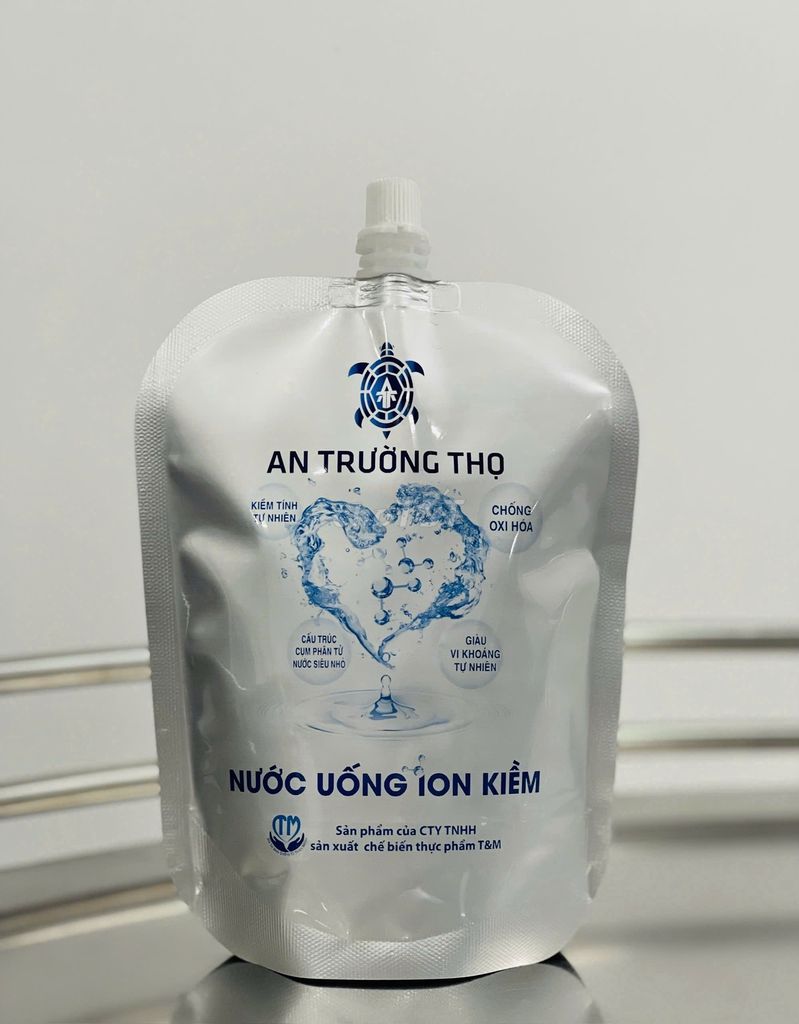 AN TRƯỜNG THỌ
KIỀM TÍNH
TỰ NHIÊN
CHỐNG
OXI HÓA
CẤU TRÚC
CỤM PHÂN TỬ
NƯỚC SIÊU NHỎ
GIÀU
VI KHOÁNG
TỰ NHIÊN
NƯỚC UỐNG ION KIỀM
TM
Sản phẩm của CTY TNHH
sản xuất chế biến thực phẩm T&M